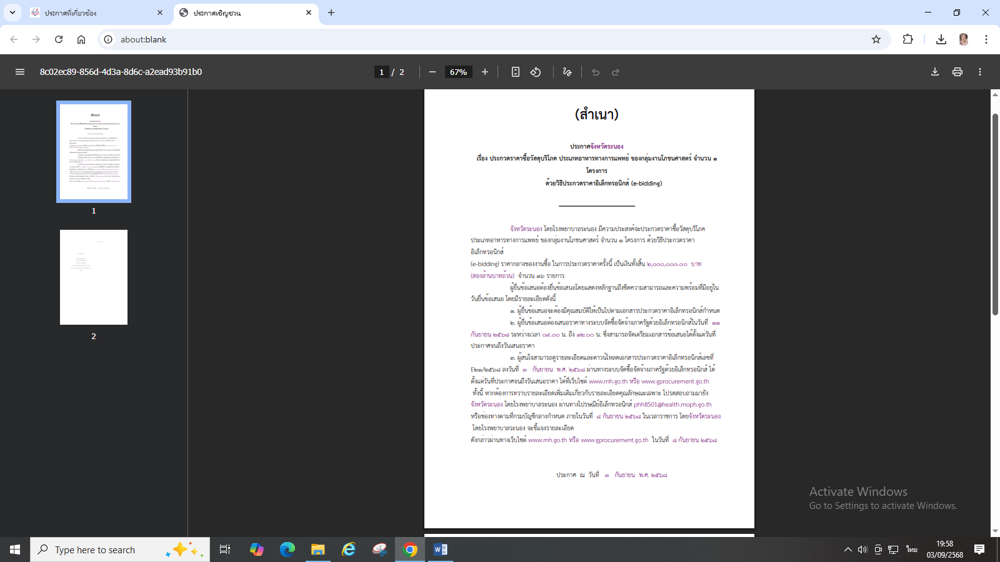 ประกาศที่เกี่ยวข้อง
ประกาศเชิญชวน
about:blank
8c02ec89-856d-4d3a-8d6c-a2ead93b91b0
1 / 2
67%
1
2
(สำเนา)
ประกาศจังหวัดระนอง
เรื่อง ประกวดราคาซื้อวัสดุบริโภค ประเภทอาหารทางการแพทย์ ของกลุ่มงานโภชนศาสตร์ จำนวน ๑
โครงการ
ด้วยวิธีประกวดราคาอิเล็กทรอนิกส์ (e-bidding)
จังหวัดระนอง โดยโรงพยาบาลระนอง มีความประสงค์จะประกวดราคาซื้อวัสดุบริโภค
ประเภทอาหารทางการแพทย์ ของกลุ่มงานโภชนศาสตร์ จำนวน ๑ โครงการ ด้วยวิธีประกวดราคา
อิเล็กทรอนิกส์
(e-bidding) ราคากลางของงานซื้อ ในการประกวดราคาครั้งนี้ เป็นเงินทั้งสิ้น ๒,๐๐๐,๐๐๐.๐๐ บาท
(สองล้านบาทถ้วน) จำนวน ๑๖ รายการ
ผู้ยื่นข้อเสนอต้องยื่นข้อเสนอโดยแสดงหลักฐานถึงขีดความสามารถและความพร้อมที่มีอยู่ใน
วันยื่นข้อเสนอ โดยมีรายละเอียดดังนี้
๑. ผู้ยื่นข้อเสนอจะต้องมีคุณสมบัติให้เป็นไปตามเอกสารประกวดราคาอิเล็กทรอนิกส์กำหนด
๒. ผู้ยื่นข้อเสนอต้องเสนอราคาทางระบบจัดซื้อจัดจ้างภาครัฐด้วยอิเล็กทรอนิกส์ในวันที่ ๑๑
กันยายน ๒๕๖๘ ระหว่างเวลา ๐๙.๐๐ น. ถึง ๑๒.๐๐ น. ซึ่งสามารถจัดเตรียมเอกสารข้อเสนอได้ตั้งแต่วันที่
ประกาศจนถึงวันเสนอราคา
๓. ผู้สนใจสามารถดูรายละเอียดและดาวน์โหลดเอกสารประกวดราคาอิเล็กทรอนิกส์เลขที่
E๒๑/๒๕๖๘ ลงวันที่ ๓ กันยายน พ.ศ. ๒๕๖๘ ผ่านทางระบบจัดซื้อจัดจ้างภาครัฐด้วยอิเล็กทรอนิกส์ ได้
ตั้งแต่วันที่ประกาศจนถึงวันเสนอราคา ได้ที่เว็บไซต์ www.rnh.go.th หรือ www.gprocurement.go.th
ทั้งนี้ หากต้องการทราบรายละเอียดเพิ่มเติมเกี่ยวกับรายละเอียดคุณลักษณะเฉพาะ โปรดสอบถามมายัง
จังหวัดระนอง โดยโรงพยาบาลระนอง ผ่านทางไปรษณีย์อิเล็กทรอนิกส์ phh8501@health.moph.go.th
หรือช่องทางตามที่กรมบัญชีกลางกำหนด ภายในวันที่ ๘ กันยายน ๒๕๖๘ ในเวลาราชการ โดยจังหวัดระนอง
โดยโรงพยาบาลระนอง จะชี้แจงรายละเอียด
ดังกล่าวผ่านทางเว็บไซต์ www.rnh.go.th หรือ www.gprocurement.go.th ในวันที่ ๘ กันยายน ๒๕๖๘
ประกาศ ณ วันที่ ๓ กันยายน พ.ศ. ๒๕๖๘
Activate Windows
Go to Settings to activate Windows.
Type here to search
ไทย
19:58
03/09/2568